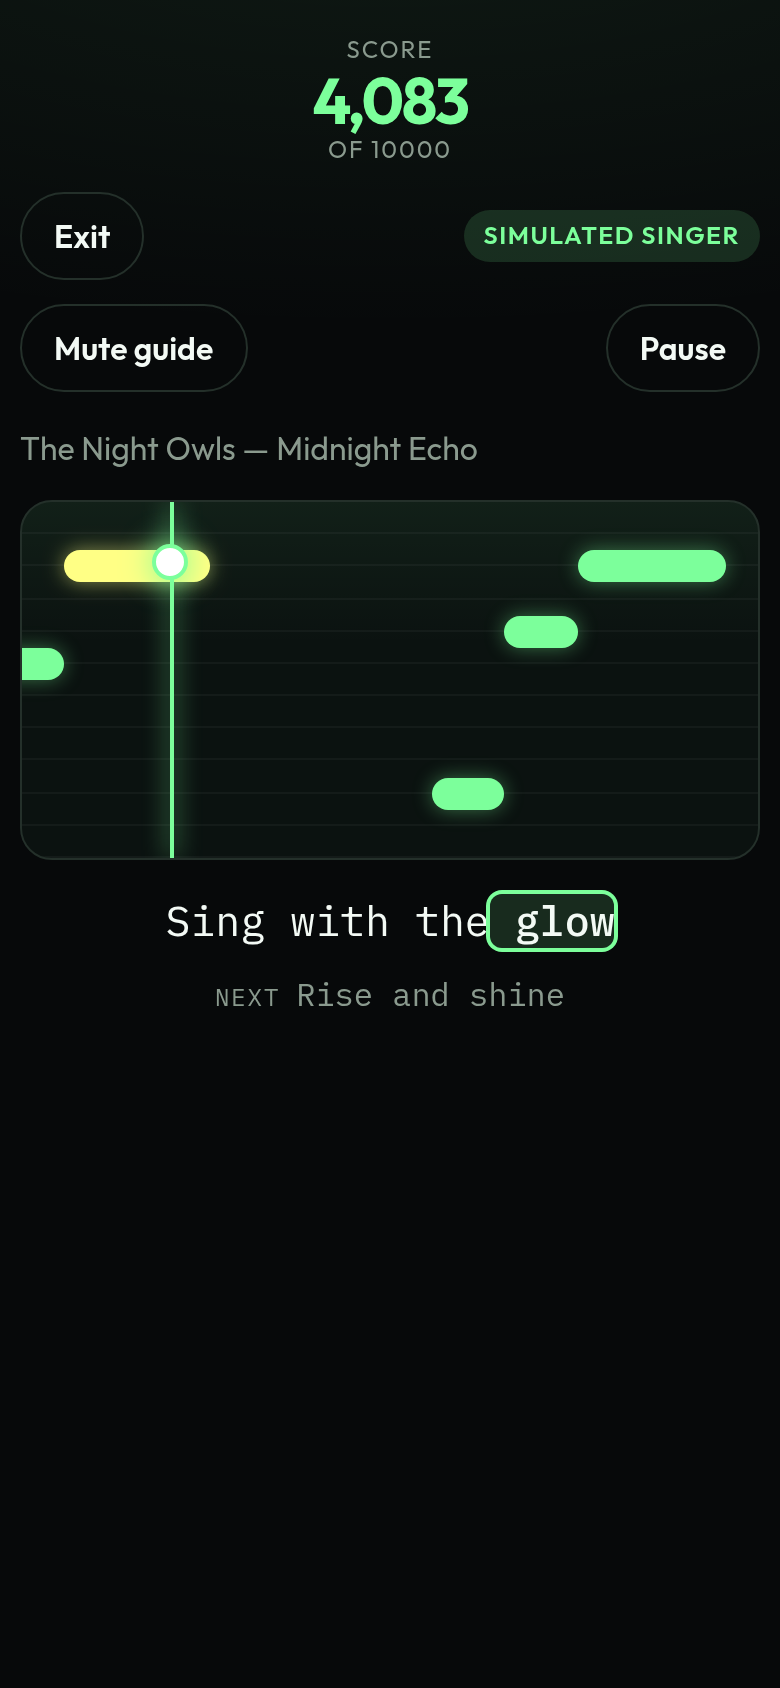 SCORE
4,083
OF 10000
Exit
SIMULATED SINGER
Mute guide
Pause
The Night Owls — Midnight Echo
Sing with the glow
NEXT Rise and shine